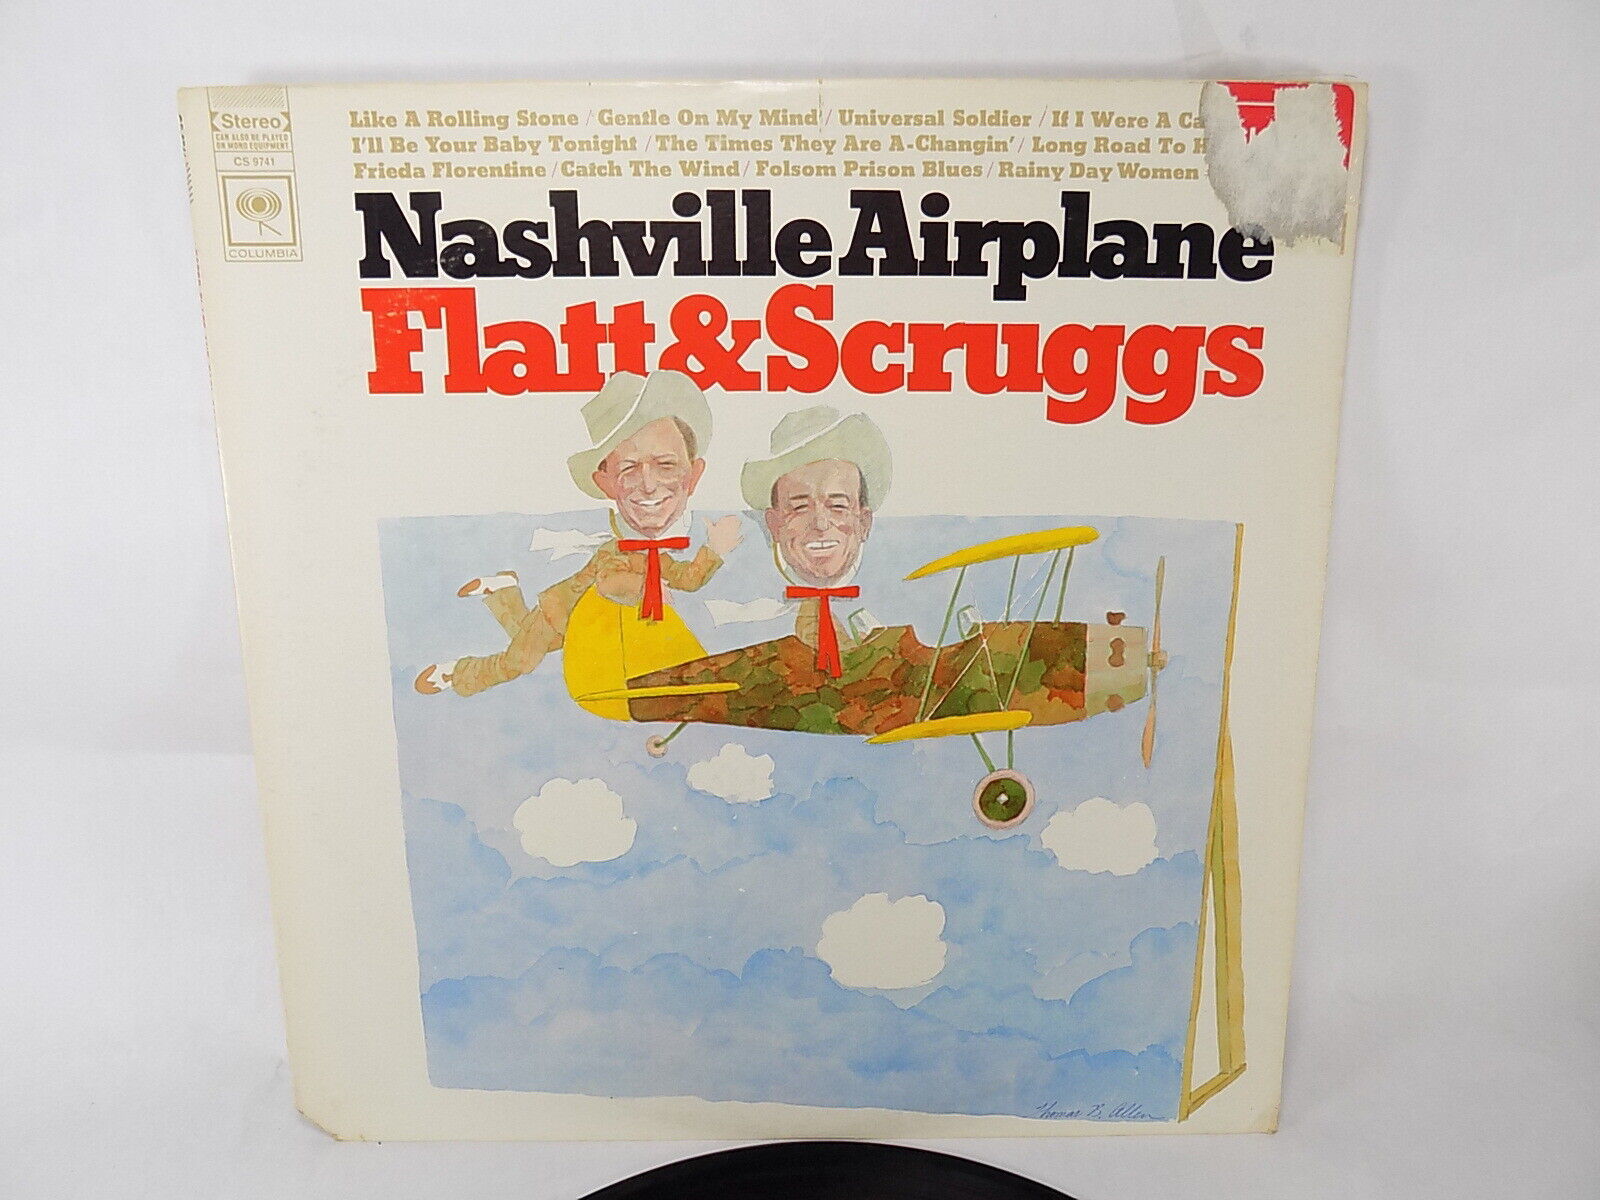 Stereo
CAN ALSO BE PLAYED
ON MONO EQUIPMENT
CS 9741
COLUMBIA
Like A Rolling Stone / Gentle On My Mind / Universal Soldier / If I Were A
I'll Be Your Baby Tonight / The Times They Are A-Changin' / Long Road To
Frieda Florentine / Catch The Wind / Folsom Prison Blues / Rainy Day Women
Nashville Airplane
Flatt & Scruggs
Thomas B. Allen